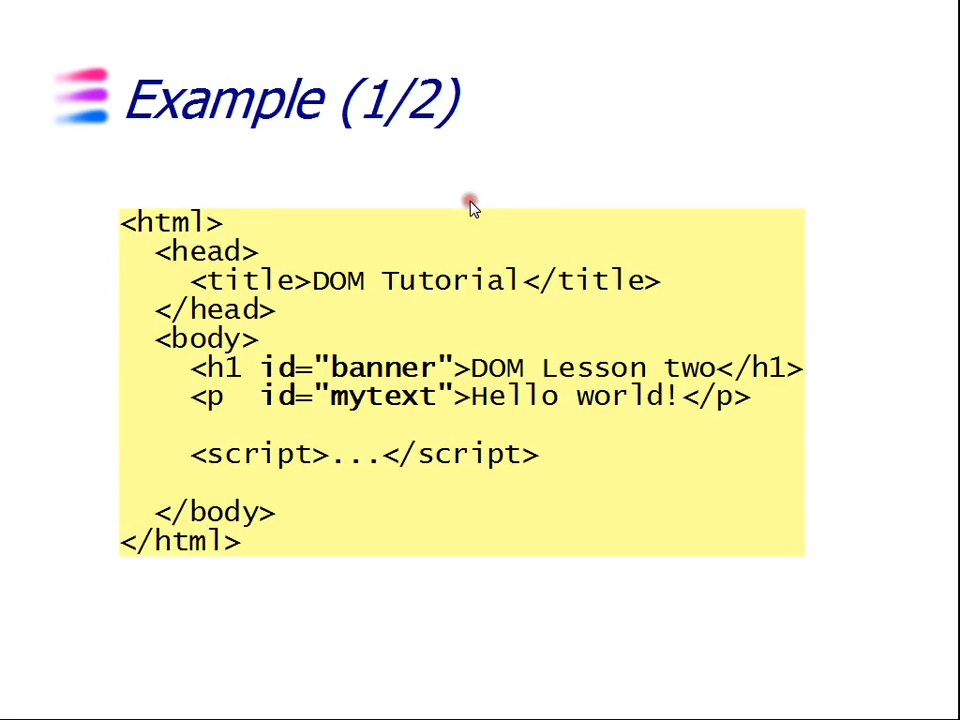 Example (1/2)
<html>
<head>
<title>DOM Tutorial</title>
</head>
<body>
<h1 id="banner">DOM Lesson two</h1>
<p id="mytext">Hello world!</p>
<script>...</script>
</body>
</html>